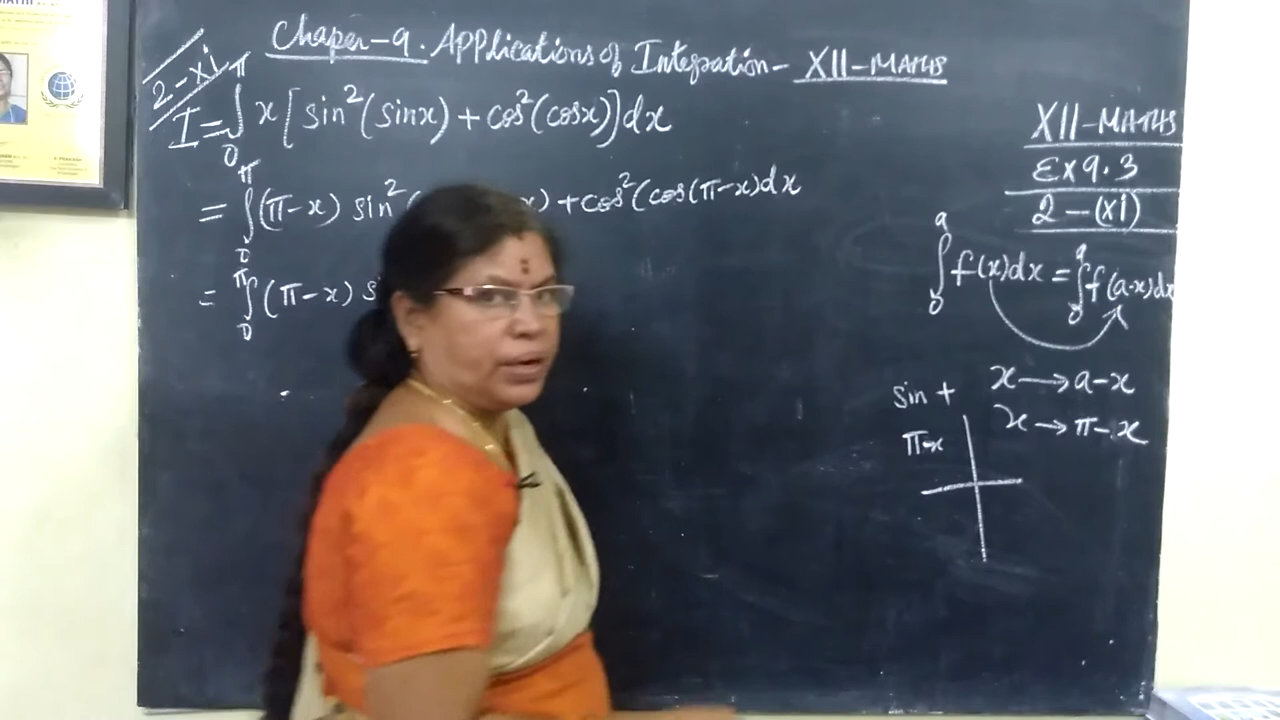 Chaper-9. Applications of Integration - XII-MATHS
2-xi
I = ∫₀^π x [sin²(sinx) + cos²(cosx)] dx
= ∫₀^π (π-x) sin²( x) + cos²(cos(π-x)dx
= ∫₀^π (π-x) s
XII-MATHS
Ex 9.3
2-(xi)
∫₀^a f(x)dx = ∫₀^a f(a-x)dx
x → a-x
sin +
x → π-x
π-x